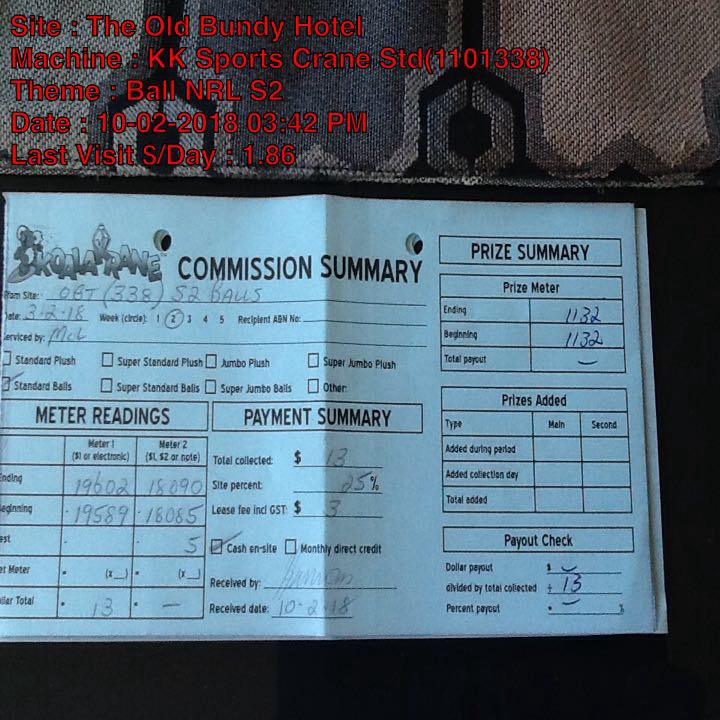 Site : The Old Bundy Hotel
Machine : KK Sports Crane Std(1101338)
Theme : Ball NRL S2
Date : 10-02-2018 03:42 PM
Last Visit $/Day : 1.86
KOALA KRANE
COMMISSION SUMMARY
From Site: OBT (338) S2 BALLS
Date: 3-2-18 Week (circle): 1 2 3 4 5 Recipient ABN No:
Serviced by: McL
Standard Plush Super Standard Plush Jumbo Plush Super Jumbo Plush
Standard Balls Super Standard Balls Super Jumbo Balls Other:
METER READINGS
Meter 1 Meter 2
($1 or electronic) ($1, $2 or note)
Ending 19602 18090
Beginning 19589 18085
Test - 5
Net Meter (x__) (x__)
Dollar Total 13 —
PAYMENT SUMMARY
Total collected: $ 13
Site percent: 25%
Lease fee incl GST: $ 3
Cash on-site Monthly direct credit
Received by:
Received date: 10-2-18
PRIZE SUMMARY
Prize Meter
Ending 1132
Beginning 1132
Total payout —
Prizes Added
Type Main Second
Added during period
Added collection day
Total added
Payout Check
Dollar payout $ —
divided by total collected ÷ 13
Percent payout — %